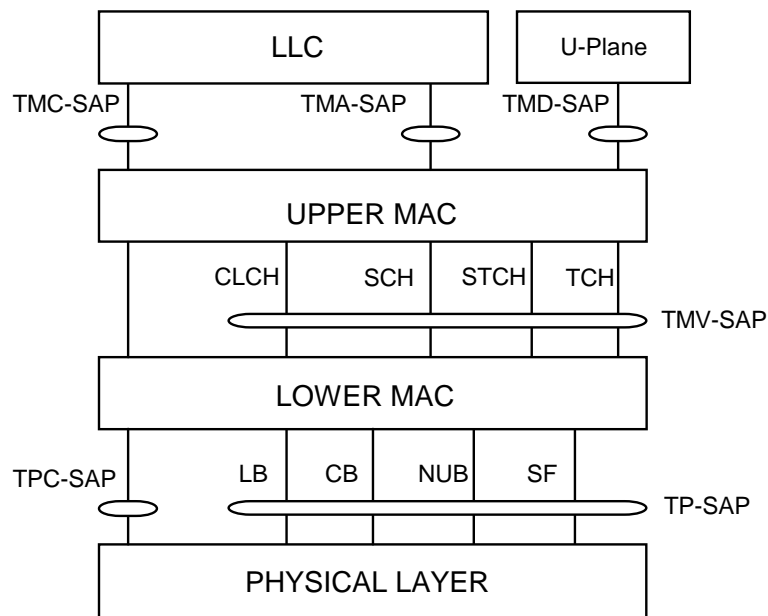 LLC
U-Plane
TMC-SAP
TMA-SAP
TMD-SAP
UPPER MAC
CLCH
SCH
STCH
TCH
TMV-SAP
LOWER MAC
TPC-SAP
LB
CB
NUB
SF
TP-SAP
PHYSICAL LAYER